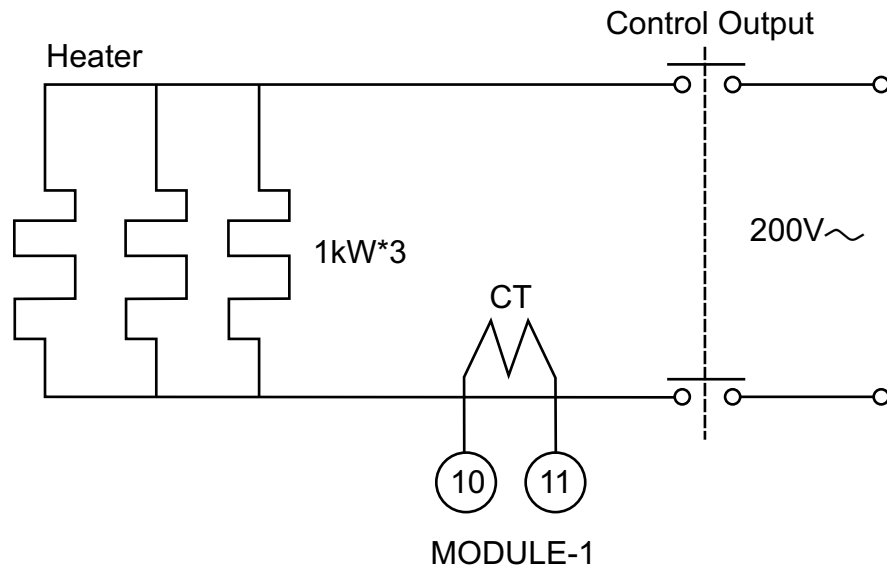 Control Output
Heater
200V~
1kW*3
CT
10
11
MODULE-1